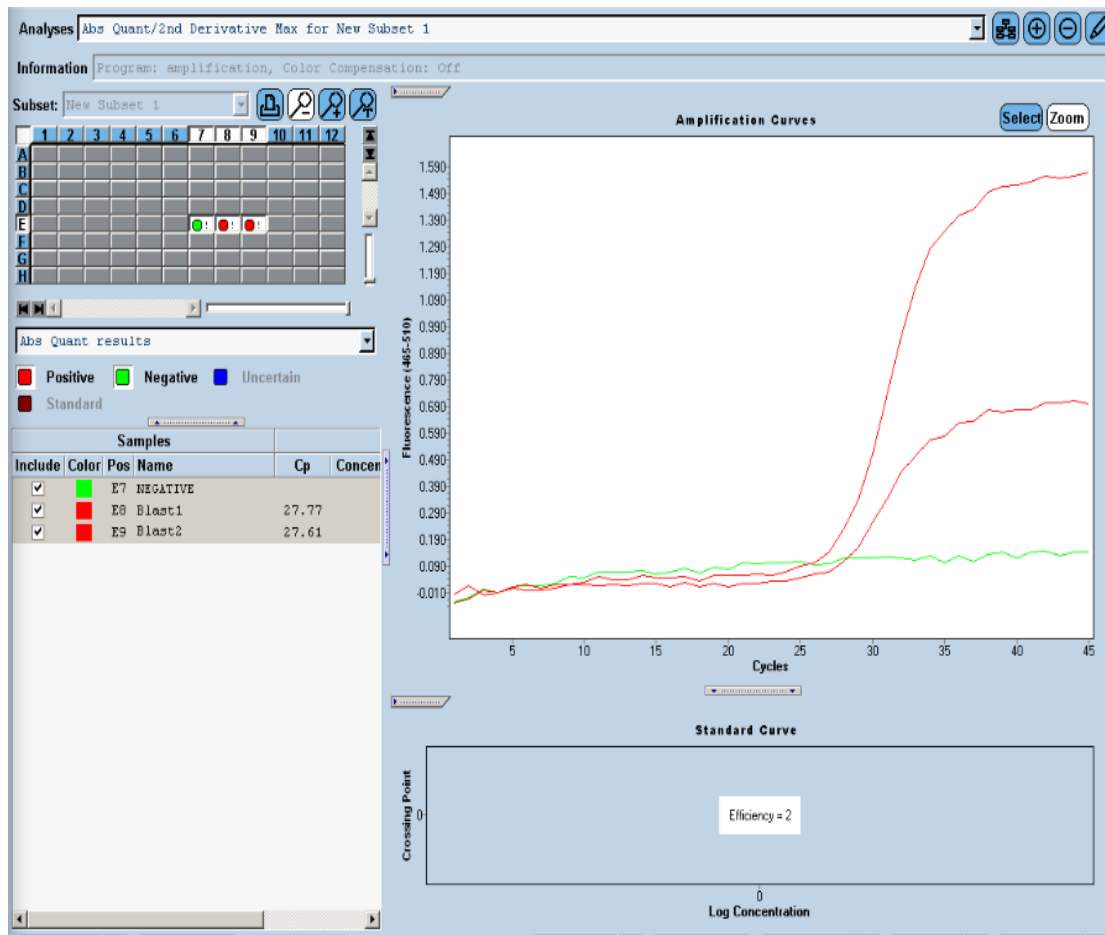 Analyses Abs Quant/2nd Derivative Max for New Subset 1
Information Program: amplification, Color Compensation: Off
Subset: New Subset 1
1 2 3 4 5 6 7 8 9 10 11 12
A
B
C
D
E ! ! !
F
G
H
Abs Quant results
Positive Negative Uncertain
Standard
Samples
Include Color Pos Name Cp Concen
E7 NEGATIVE
E8 Blast1 27.77
E9 Blast2 27.61
Amplification Curves
Select Zoom
Fluorescence (465-510)
1.590
1.490
1.390
1.290
1.190
1.090
0.990
0.890
0.790
0.690
0.590
0.490
0.390
0.290
0.190
0.090
-0.010
5 10 15 20 25 30 35 40 45
Cycles
Standard Curve
Crossing Point
0
Efficiency = 2
0
Log Concentration